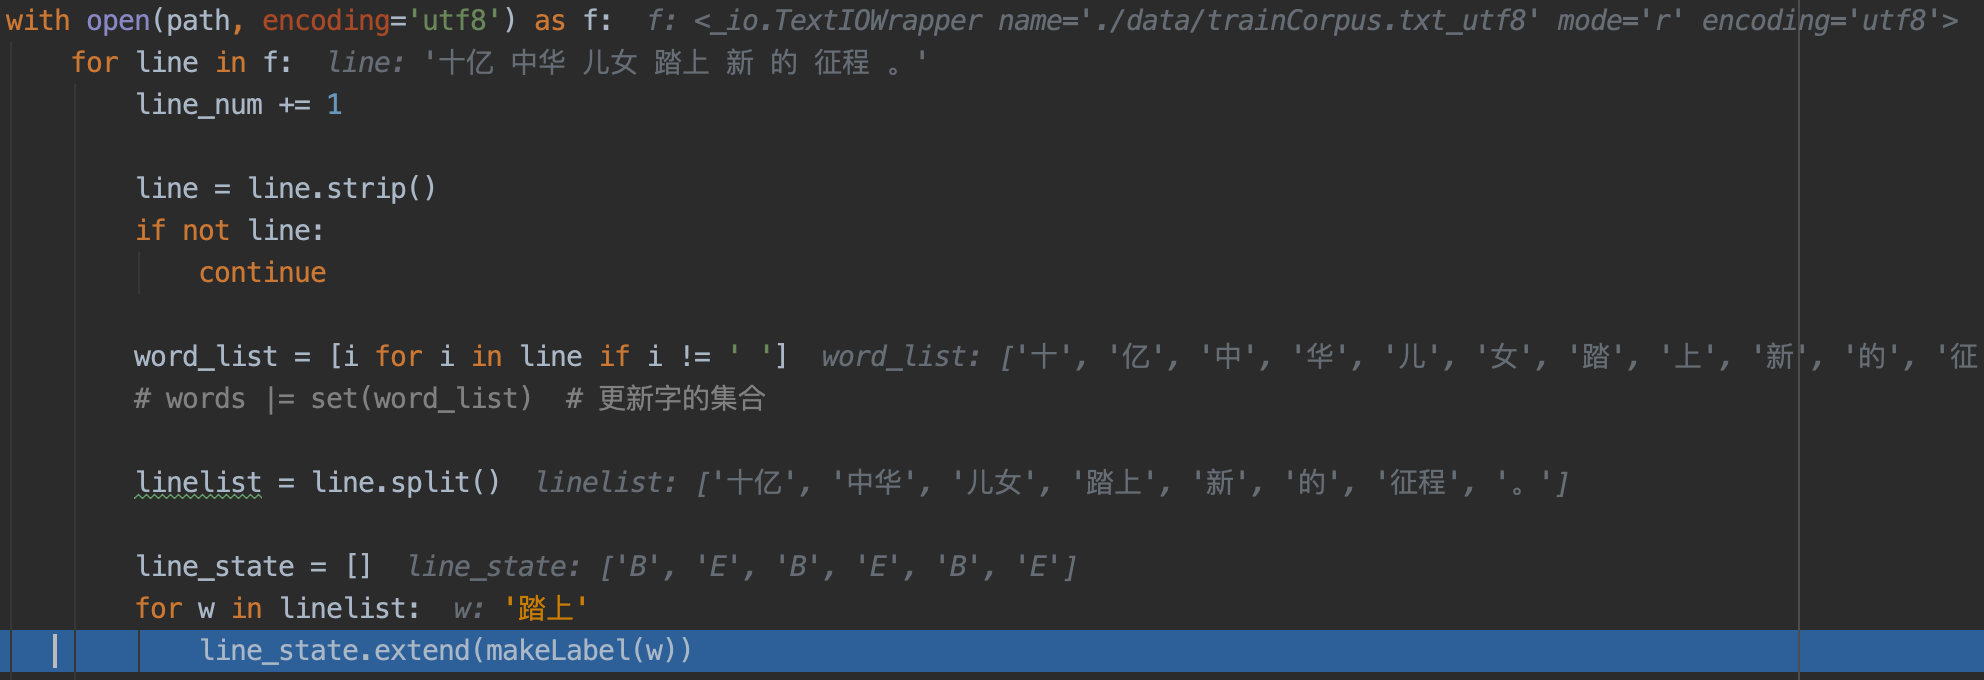 with open(path, encoding='utf8') as f:  f: <_io.TextIOWrapper name='./data/trainCorpus.txt_utf8' mode='r' encoding='utf8'>
for line in f:  line: '十亿 中华 儿女 踏上 新 的 征程 。'
line_num += 1
line = line.strip()
if not line:
continue
word_list = [i for i in line if i != ' ']  word_list: ['十', '亿', '中', '华', '儿', '女', '踏', '上', '新', '的', '征
# words |= set(word_list)  # 更新字的集合
linelist = line.split()  linelist: ['十亿', '中华', '儿女', '踏上', '新', '的', '征程', '。']
line_state = []  line_state: ['B', 'E', 'B', 'E', 'B', 'E']
for w in linelist:  w: '踏上'
line_state.extend(makeLabel(w))